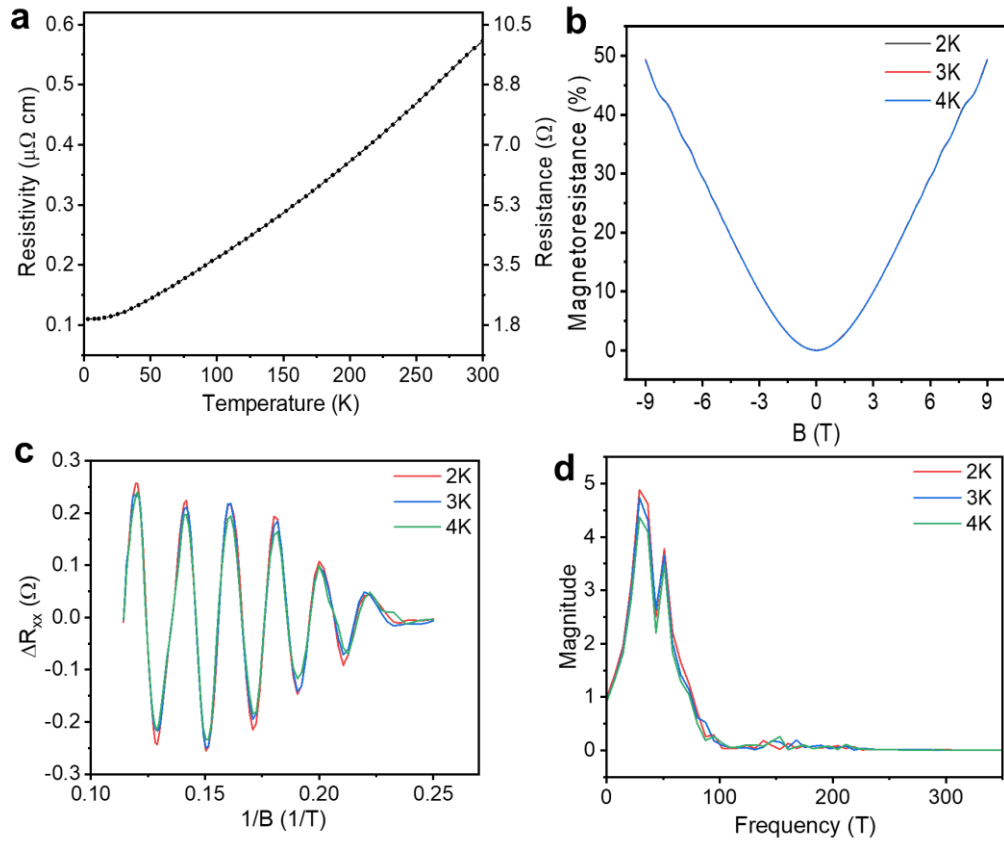 a
0.6
0.5
0.4
0.3
0.2
0.1
Resistivity (μΩ cm)
10.5
8.8
7.0
5.3
3.5
1.8
Resistance (Ω)
0 50 100 150 200 250 300
Temperature (K)
b
2K
3K
4K
50
40
30
20
10
0
Magnetoresistance (%)
-9 -6 -3 0 3 6 9
B (T)
c
2K
3K
4K
0.3
0.2
0.1
0.0
-0.1
-0.2
-0.3
ΔRxx (Ω)
0.10 0.15 0.20 0.25
1/B (1/T)
d
2K
3K
4K
5
4
3
2
1
0
Magnitude
0 100 200 300
Frequency (T)